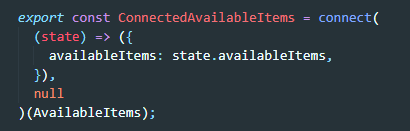 export const ConnectedAvailableItems = connect(
  (state) => ({
    availableItems: state.availableItems,
  }),
  null
)(AvailableItems);